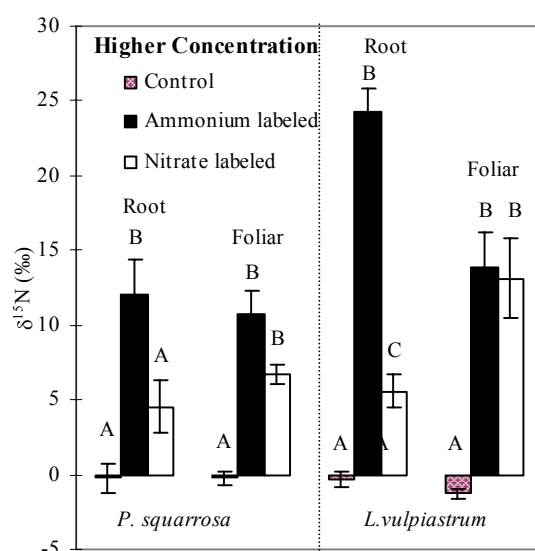 30
25
20
15
10
5
0
-5
δ¹⁵N (‰)
Higher Concentration
Control
Ammonium labeled
Nitrate labeled
Root
B
A
A
Foliar
B
B
A
Root
B
C
A A
Foliar
B B
A
P. squarrosa
L.vulpiastrum